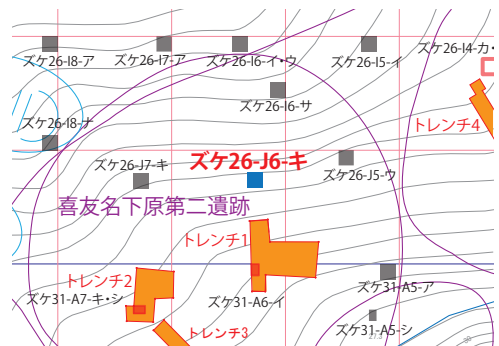 ズケ26-I4-カ・
ズケ26-I8-ア
ズケ26-I7-ア
ズケ26-I6-イ・ウ
ズケ26-I5-イ
ズケ26-I6-サ
ズケ26-I8-ナ
トレンチ4
ズケ26-J7-キ
ズケ26-J6-キ
ズケ26-J5-ウ
喜友名下原第二遺跡
トレンチ1
トレンチ2
ズケ31-A5-ア
ズケ31-A7-キ・シ
ズケ31-A6-イ
トレンチ3
ズケ31-A5-シ